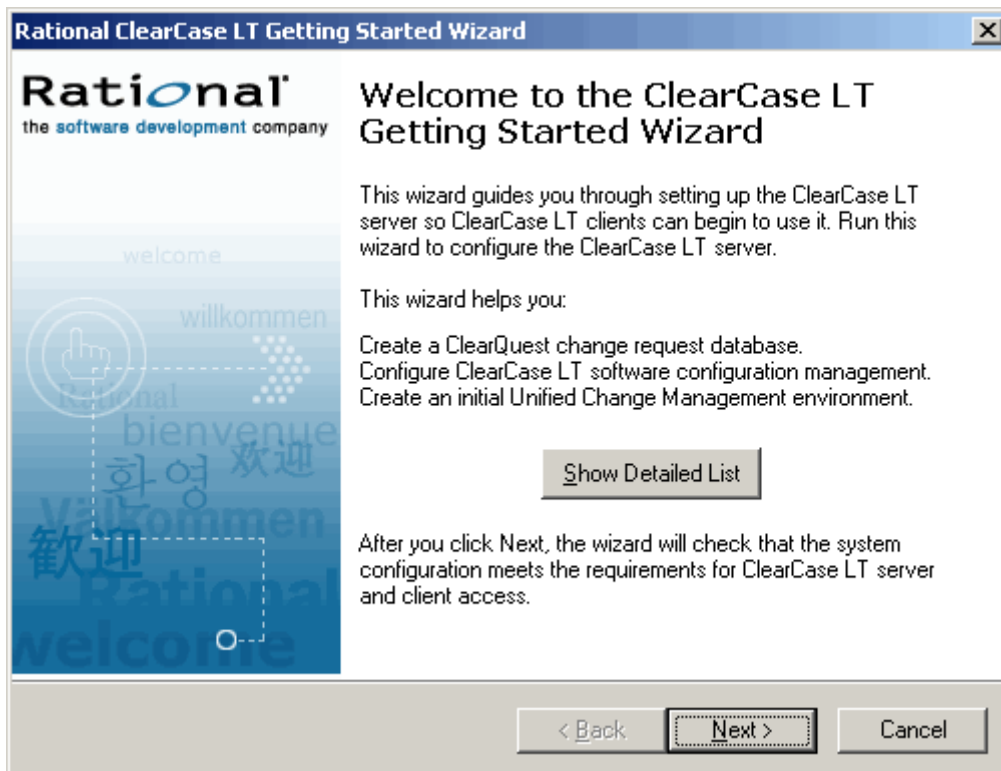 Rational ClearCase LT Getting Started Wizard
Rational
the software development company
welcome
willkommen
Rational
bienvenue
환영 欢迎
Välkommen
歓迎
Rational
welcome
Welcome to the ClearCase LT
Getting Started Wizard
This wizard guides you through setting up the ClearCase LT
server so ClearCase LT clients can begin to use it. Run this
wizard to configure the ClearCase LT server.
This wizard helps you:
Create a ClearQuest change request database.
Configure ClearCase LT software configuration management.
Create an initial Unified Change Management environment.
Show Detailed List
After you click Next, the wizard will check that the system
configuration meets the requirements for ClearCase LT server
and client access.
< Back
Next >
Cancel